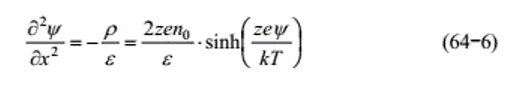 ∂²ψ/∂x² = −ρ/ε = 2zen₀/ε · sinh(zeψ/kT) (64−6)